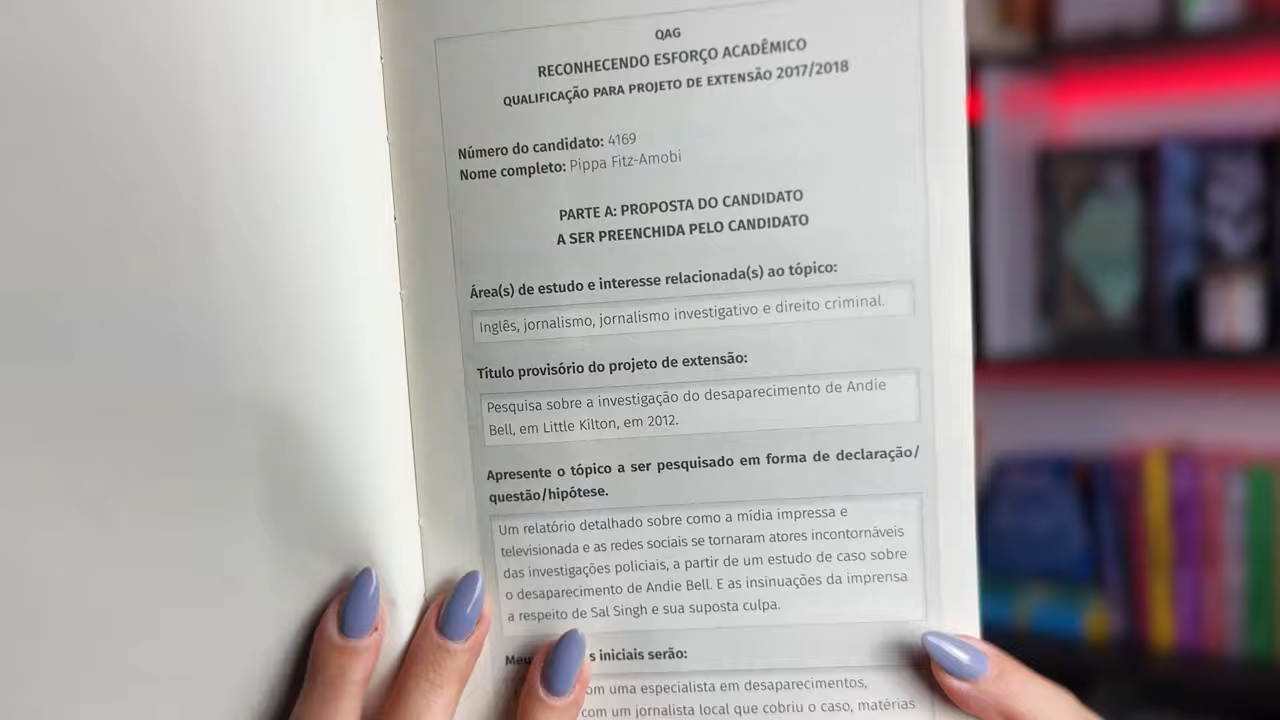 QAG
RECONHECENDO ESFORÇO ACADÊMICO
QUALIFICAÇÃO PARA PROJETO DE EXTENSÃO 2017/2018
Número do candidato: 4169
Nome completo: Pippa Fitz-Amobi
PARTE A: PROPOSTA DO CANDIDATO
A SER PREENCHIDA PELO CANDIDATO
Área(s) de estudo e interesse relacionada(s) ao tópico:
Inglês, jornalismo, jornalismo investigativo e direito criminal.
Título provisório do projeto de extensão:
Pesquisa sobre a investigação do desaparecimento de Andie
Bell, em Little Kilton, em 2012.
Apresente o tópico a ser pesquisado em forma de declaração/
questão/hipótese.
Um relatório detalhado sobre como a mídia impressa e
televisionada e as redes sociais se tornaram atores incontornáveis
das investigações policiais, a partir de um estudo de caso sobre
o desaparecimento de Andie Bell. E as insinuações da imprensa
a respeito de Sal Singh e sua suposta culpa.
iniciais serão:
uma especialista em desaparecimentos,
com um jornalista local que cobriu o caso, matérias